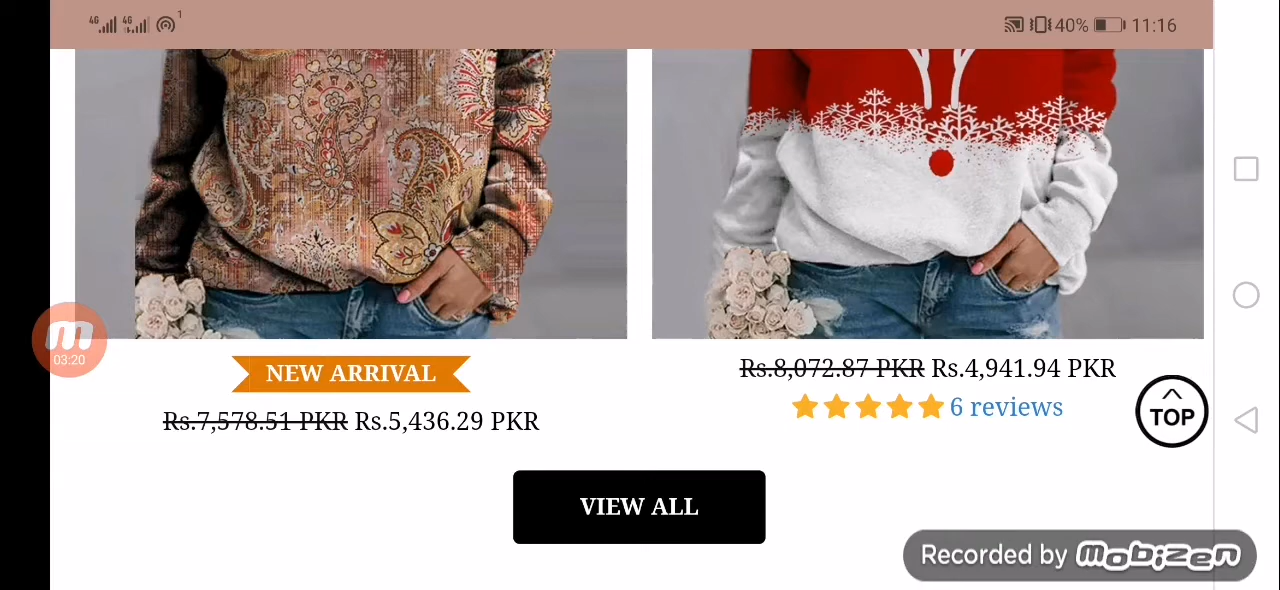 4G 4G 1 40% 11:16
03:20
NEW ARRIVAL
Rs.7,578.51 PKR Rs.5,436.29 PKR
Rs.8,072.87 PKR Rs.4,941.94 PKR
6 reviews
TOP
VIEW ALL
Recorded by mobizen